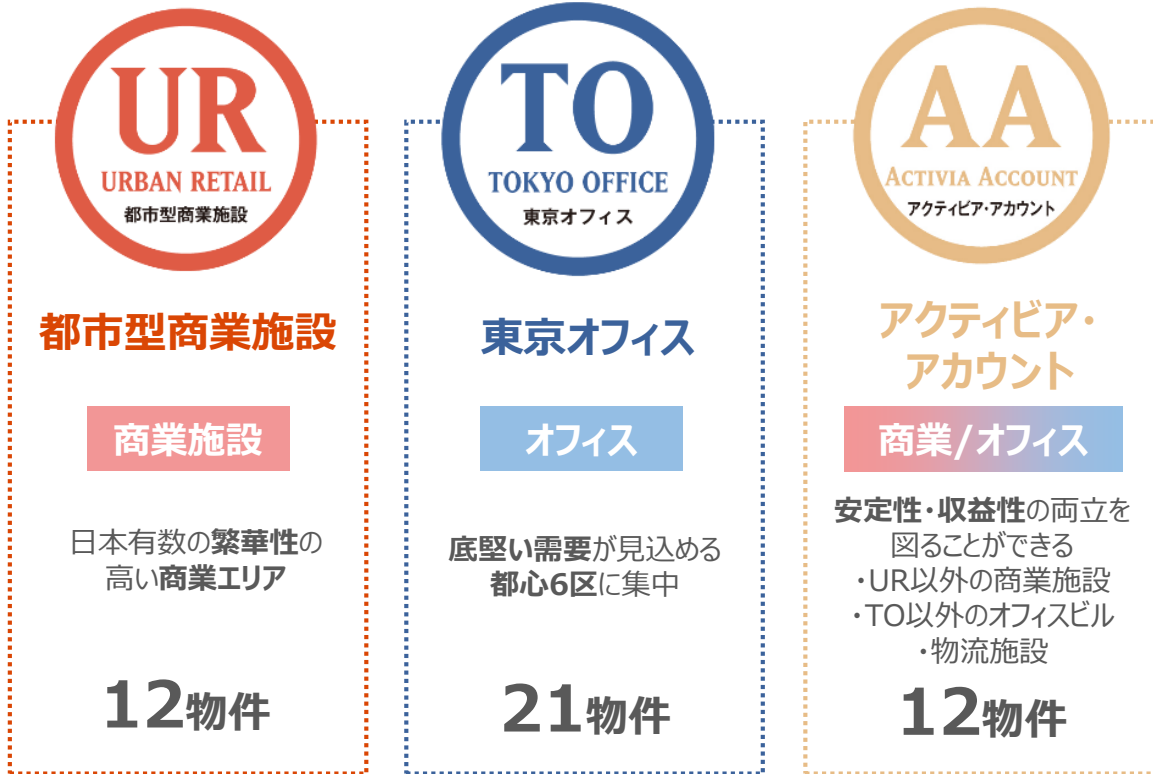 UR
URBAN RETAIL
都市型商業施設
都市型商業施設
商業施設
日本有数の繁華性の
高い商業エリア
12物件
TO
TOKYO OFFICE
東京オフィス
東京オフィス
オフィス
底堅い需要が見込める
都心6区に集中
21物件
AA
ACTIVIA ACCOUNT
アクティビア・アカウント
アクティビア・
アカウント
商業/オフィス
安定性・収益性の両立を
図ることができる
・UR以外の商業施設
・TO以外のオフィスビル
・物流施設
12物件